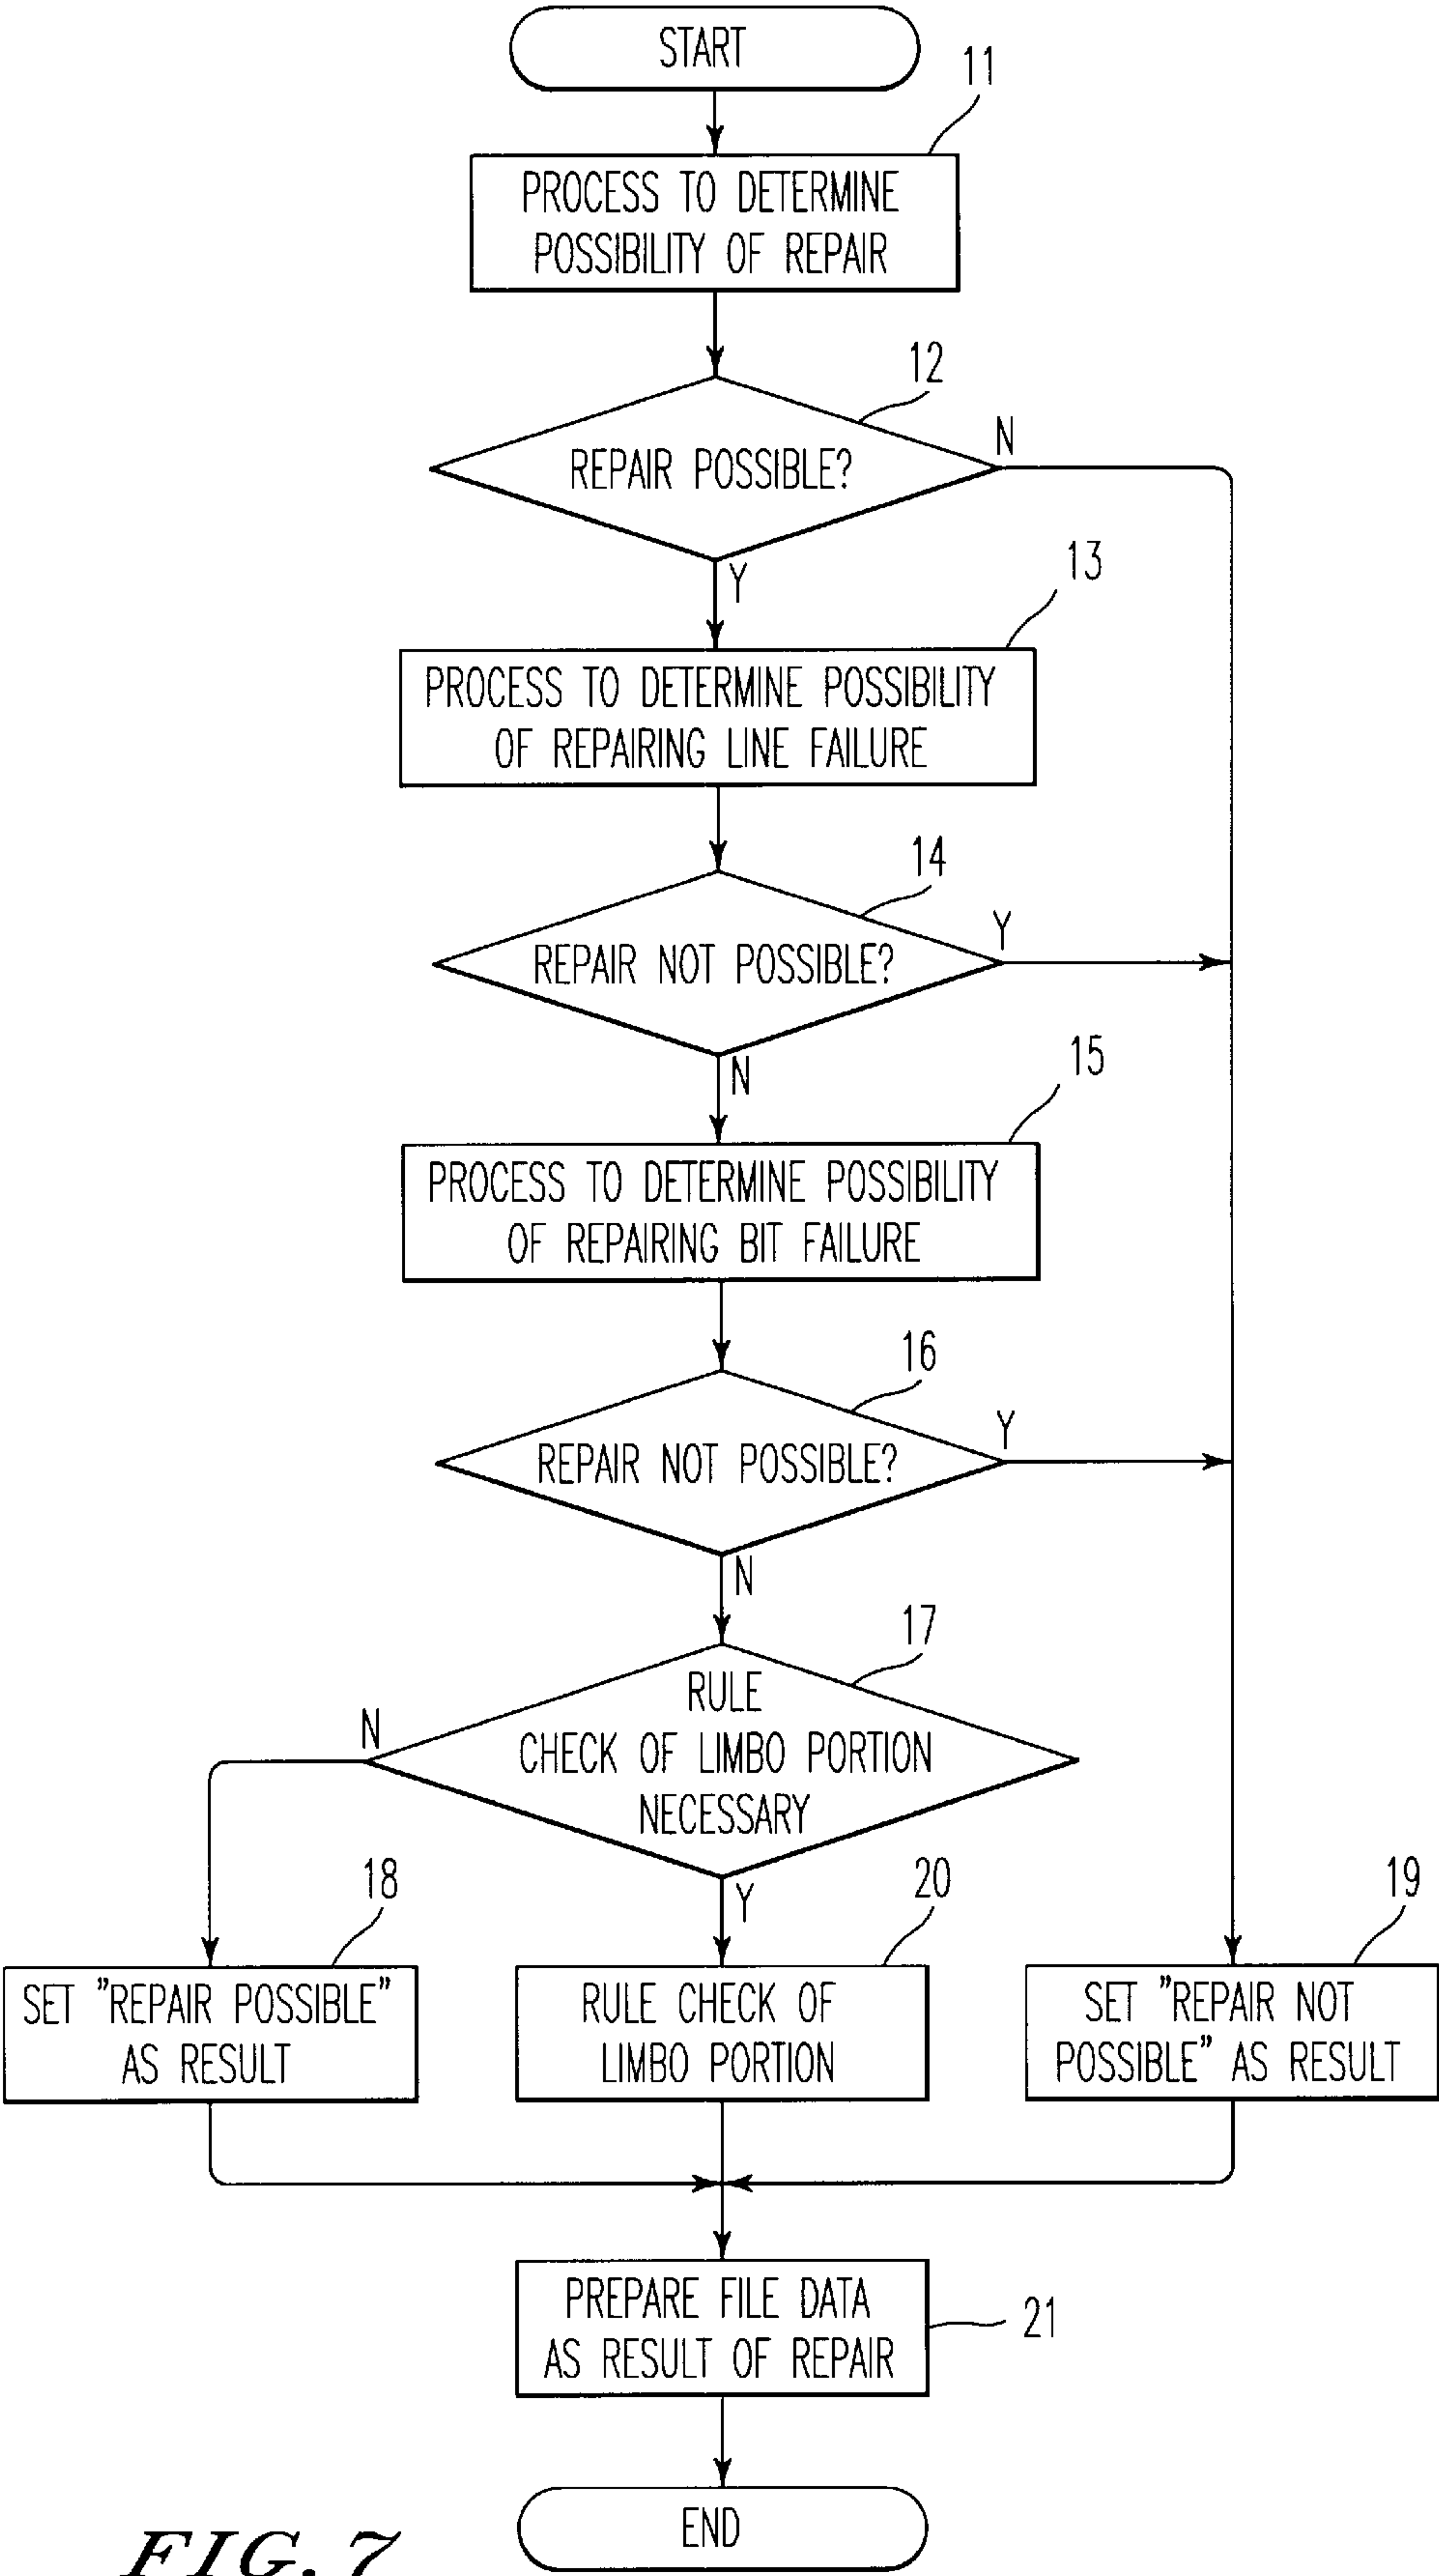 START
11
PROCESS TO DETERMINE
POSSIBILITY OF REPAIR
12
REPAIR POSSIBLE?
N
Y
13
PROCESS TO DETERMINE POSSIBILITY
OF REPAIRING LINE FAILURE
14
REPAIR NOT POSSIBLE?
Y
N
15
PROCESS TO DETERMINE POSSIBILITY
OF REPAIRING BIT FAILURE
16
REPAIR NOT POSSIBLE?
Y
N
17
RULE
CHECK OF LIMBO PORTION
NECESSARY
N
Y
18
SET "REPAIR POSSIBLE"
AS RESULT
20
RULE CHECK OF
LIMBO PORTION
19
SET "REPAIR NOT
POSSIBLE" AS RESULT
PREPARE FILE DATA
AS RESULT OF REPAIR
21
END
FIG. 7